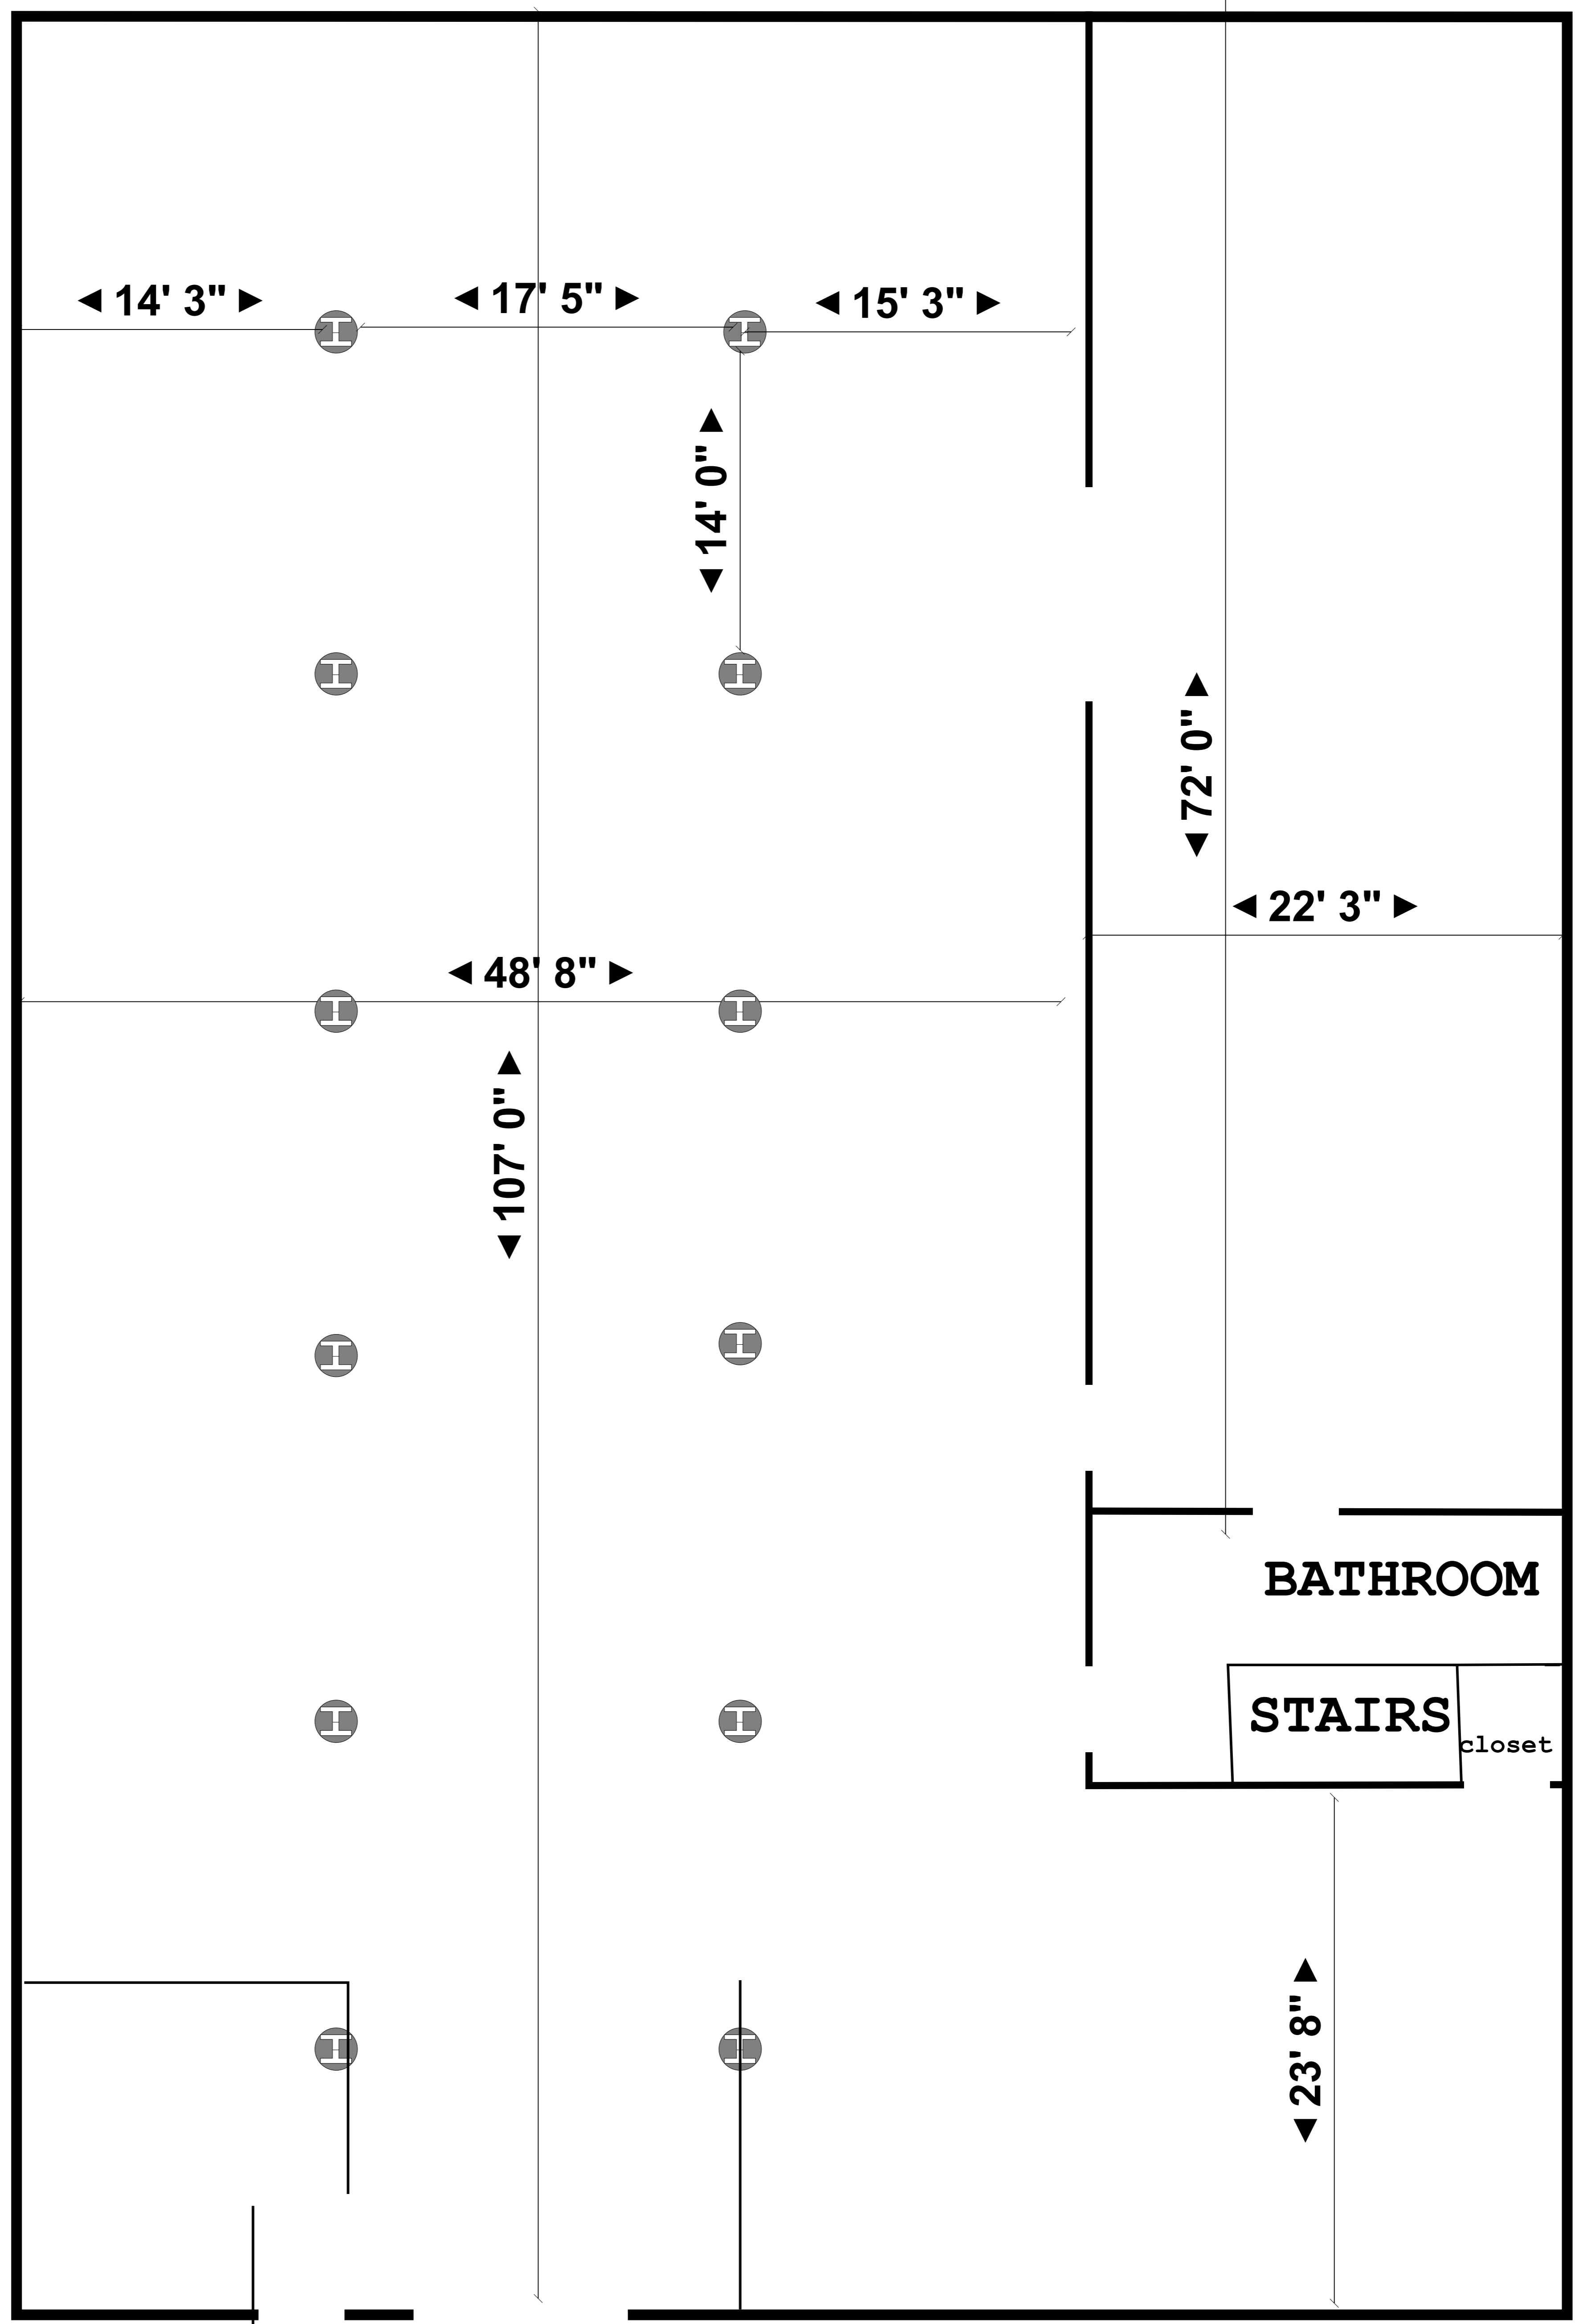 ◄ 14' 3" ►
◄ 17' 5" ►
◄ 15' 3" ►
◄ 14' 0" ►
◄ 72' 0" ►
◄ 22' 3" ►
◄ 48' 8" ►
◄ 107' 0" ►
BATHROOM
STAIRS
closet
◄ 23' 8" ►